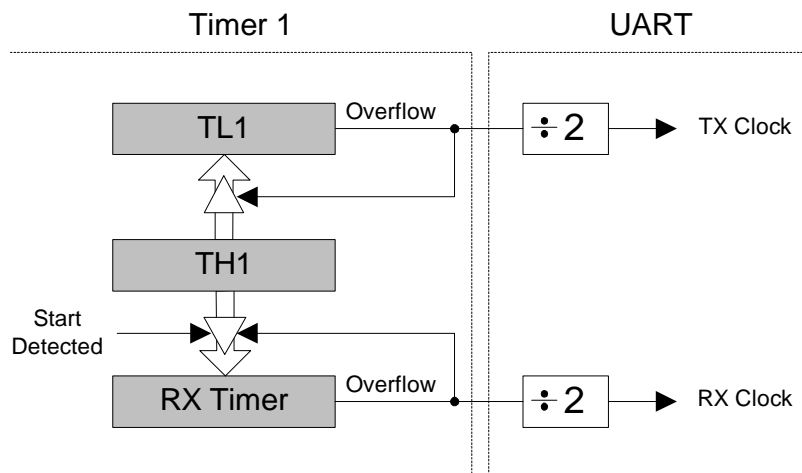 Timer 1
UART
TL1
Overflow
÷ 2
TX Clock
TH1
Start
Detected
RX Timer
Overflow
÷ 2
RX Clock